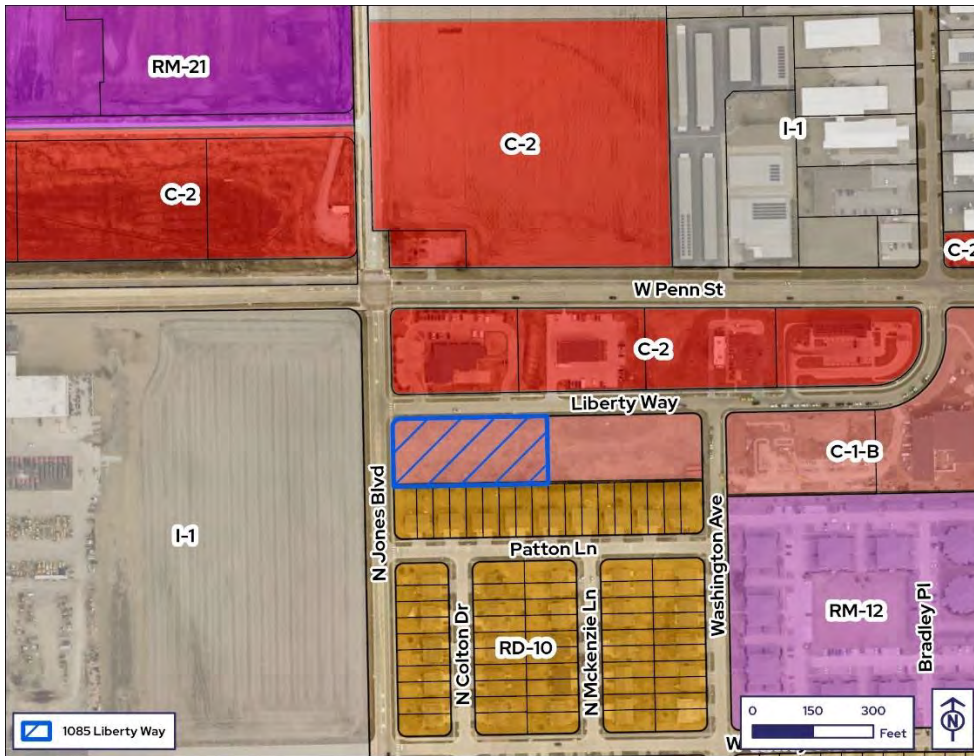 RM-21
C-2
I-1
C-2
C-2
W Penn St
C-2
Liberty Way
C-1-B
N Jones Blvd
I-1
Patton Ln
Washington Ave
N Colton Dr
RD-10
N Mckenzie Ln
RM-12
Bradley Pl
0 150 300
Feet
N
1085 Liberty Way
W